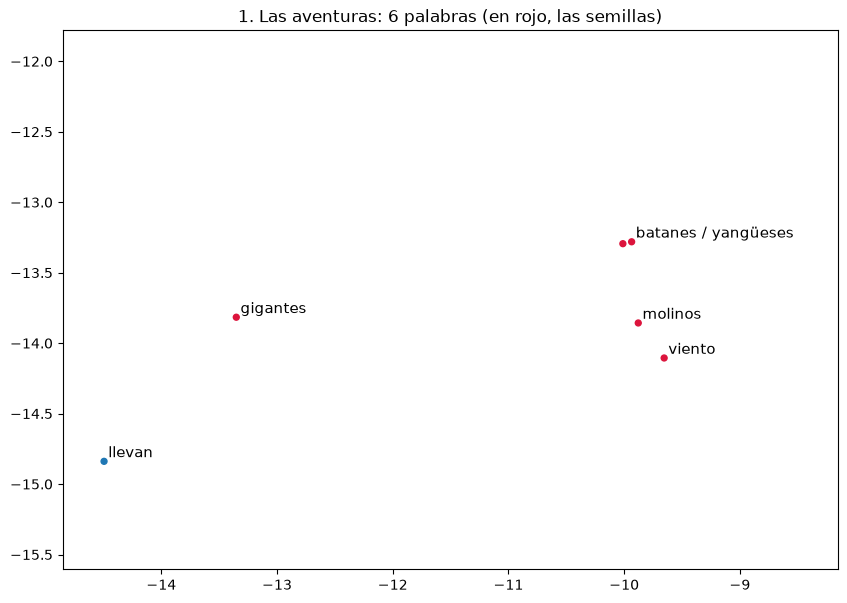 1. Las aventuras: 6 palabras (en rojo, las semillas)
−12.0
−12.5
−13.0
batanes / yangüeses
−13.5
gigantes
molinos
−14.0
viento
−14.5
llevan
−15.0
−15.5
−14 −13 −12 −11 −10 −9